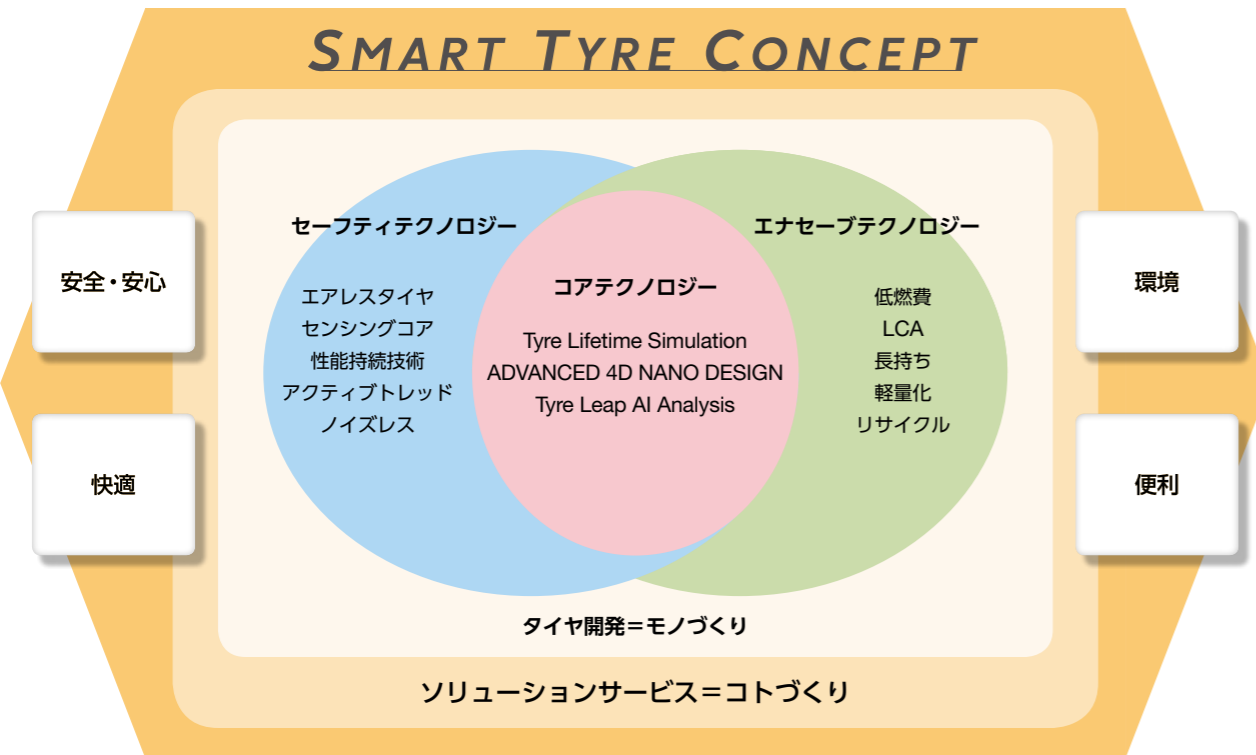 SMART TYRE CONCEPT
安全・安心
快適
セーフティテクノロジー
エアレスタイヤ
センシングコア
性能持続技術
アクティブトレッド
ノイズレス
コアテクノロジー
Tyre Lifetime Simulation
ADVANCED 4D NANO DESIGN
Tyre Leap AI Analysis
エナセーブテクノロジー
低燃費
LCA
長持ち
軽量化
リサイクル
環境
便利
タイヤ開発＝モノづくり
ソリューションサービス＝コトづくり